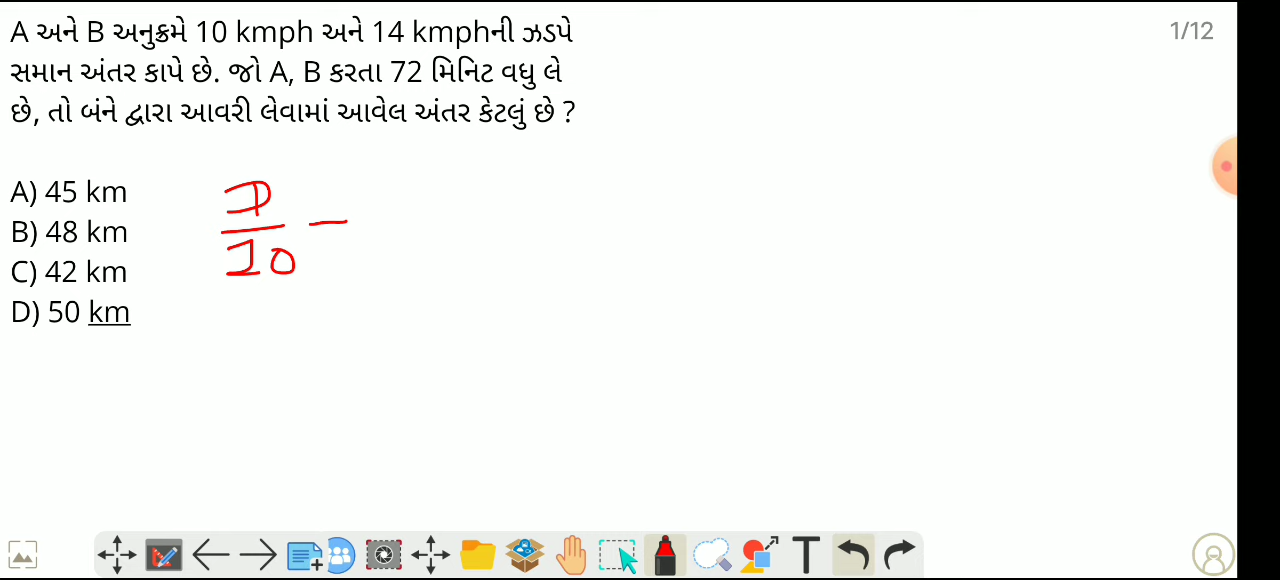 A અને B અનુક્રમે 10 kmph અને 14 kmphની ઝડપે
સમાન અંતર કાપે છે. જો A, B કરતા 72 મિનિટ વધુ લે
છે, તો બંને દ્વારા આવરી લેવામાં આવેલ અંતર કેટલું છે ?
1/12
A) 45 km
B) 48 km
C) 42 km
D) 50 km
D
10 –
T